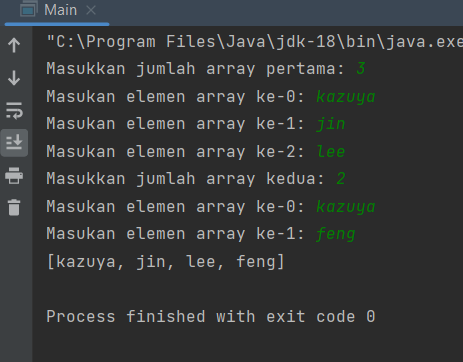 Main
"C:\Program Files\Java\jdk-18\bin\java.exe
Masukkan jumlah array pertama: 3
Masukan elemen array ke-0: kazuya
Masukan elemen array ke-1: jin
Masukan elemen array ke-2: lee
Masukkan jumlah array kedua: 2
Masukan elemen array ke-0: kazuya
Masukan elemen array ke-1: feng
[kazuya, jin, lee, feng]
Process finished with exit code 0